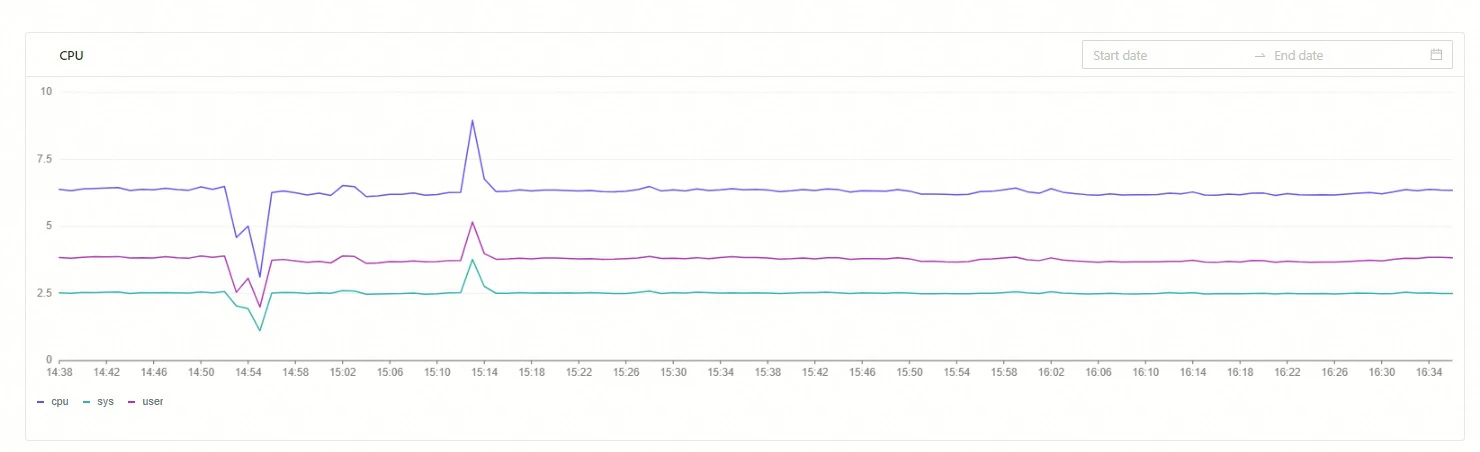 CPU
Start date → End date
10
7.5
5
2.5
0
14:38 14:42 14:46 14:50 14:54 14:58 15:02 15:06 15:10 15:14 15:18 15:22 15:26 15:30 15:34 15:38 15:42 15:46 15:50 15:54 15:58 16:02 16:06 16:10 16:14 16:18 16:22 16:26 16:30 16:34
cpu sys user